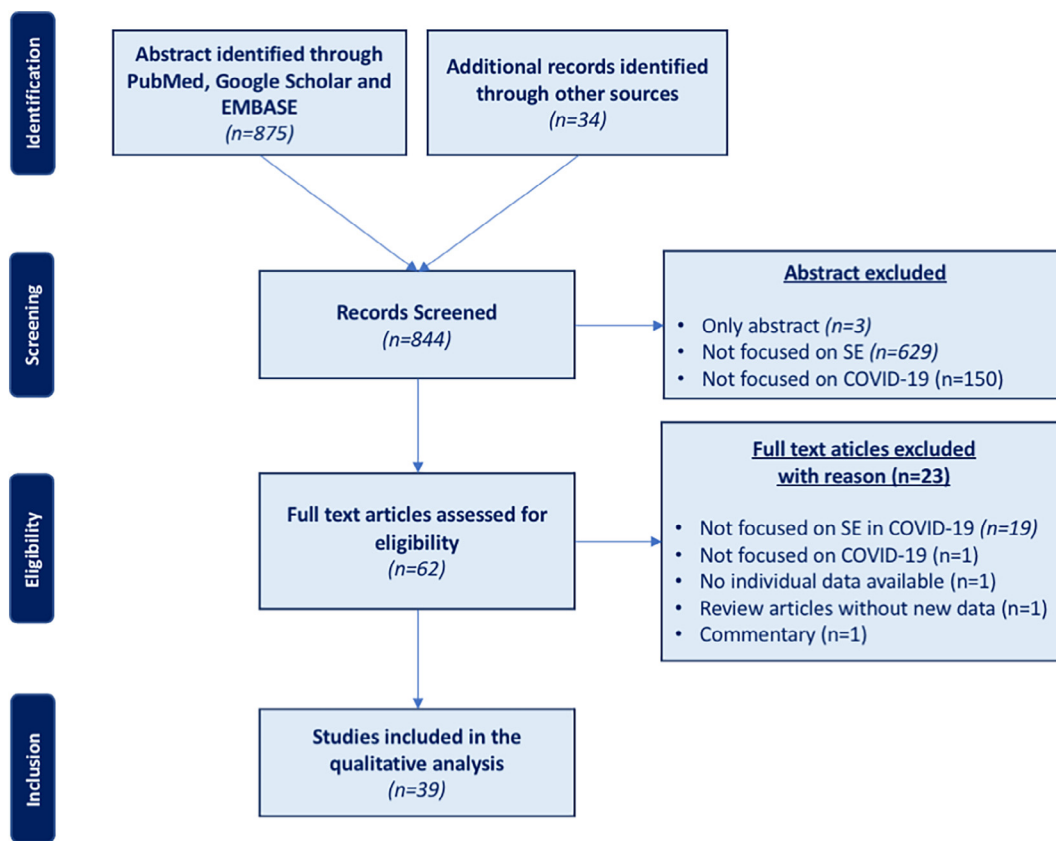 Identification
Abstract identified through
PubMed, Google Scholar and
EMBASE
(n=875)
Additional records identified
through other sources
(n=34)
Screening
Records Screened
(n=844)
Abstract excluded
• Only abstract (n=3)
• Not focused on SE (n=629)
• Not focused on COVID-19 (n=150)
Eligibility
Full text articles assessed for
eligibility
(n=62)
Full text aticles excluded
with reason (n=23)
• Not focused on SE in COVID-19 (n=19)
• Not focused on COVID-19 (n=1)
• No individual data available (n=1)
• Review articles without new data (n=1)
• Commentary (n=1)
Inclusion
Studies included in the
qualitative analysis
(n=39)